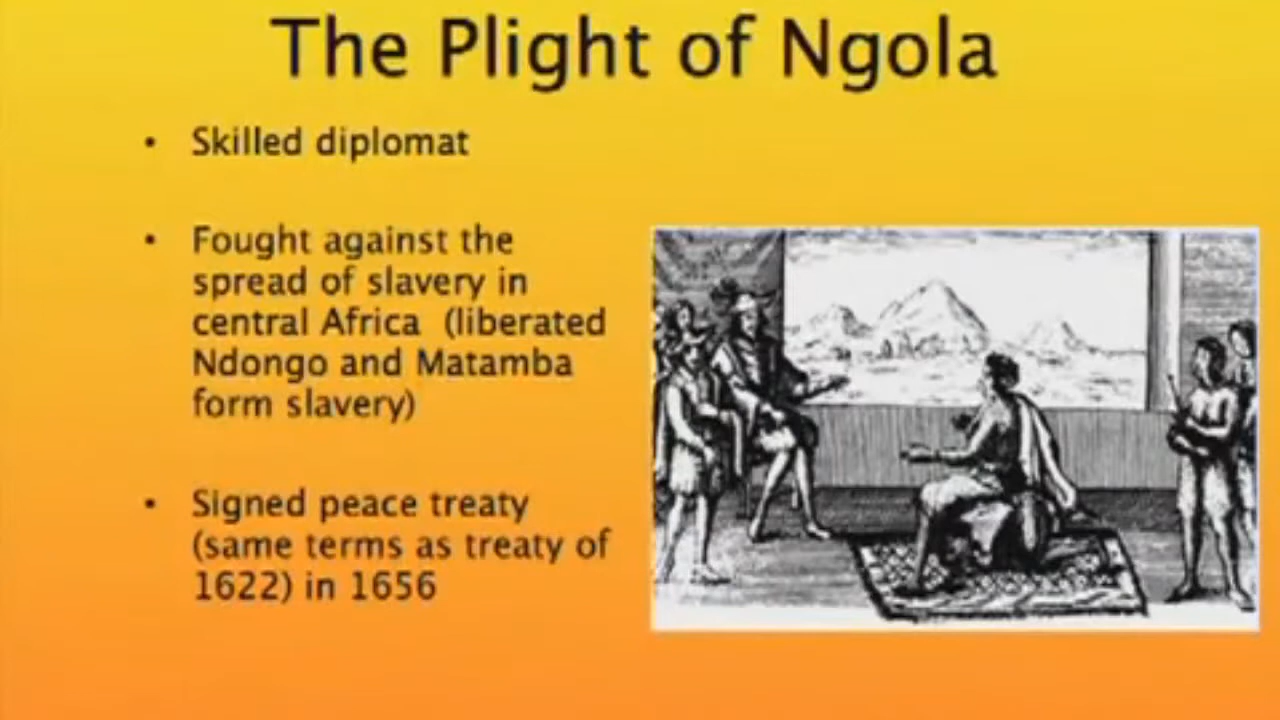 The Plight of Ngola
• Skilled diplomat
• Fought against the
spread of slavery in
central Africa (liberated
Ndongo and Matamba
form slavery)
• Signed peace treaty
(same terms as treaty of
1622) in 1656